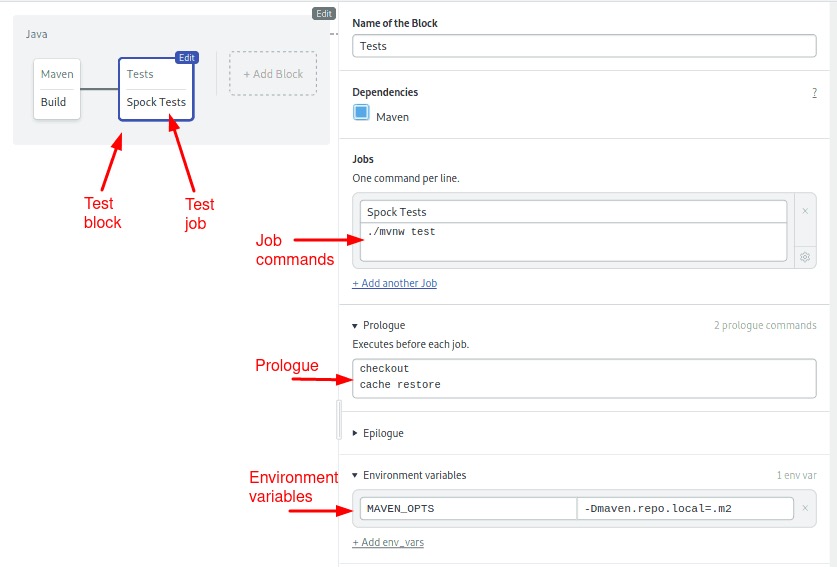 Edit
Java
Maven
Build
Edit
Tests
Spock Tests
+ Add Block
Test
block
Test
job
Name of the Block
Tests
Dependencies
?
Maven
Jobs
One command per line.
Spock Tests
×
./mvnw test
Job
commands
+ Add another Job
Prologue
2 prologue commands
Executes before each job.
checkout
cache restore
Prologue
Epilogue
Environment variables
1 env var
MAVEN_OPTS
-Dmaven.repo.local=.m2
×
Environment
variables
+ Add env_vars